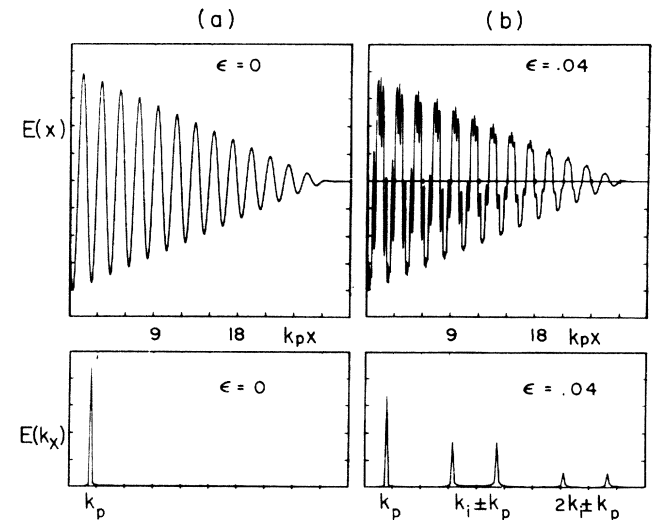 (a)
(b)
ϵ = 0
ϵ = .04
E(x)
9 18 kₚx
9 18 kₚx
ϵ = 0
ϵ = .04
E(kₓ)
kₚ
kₚ kᵢ ± kₚ 2kᵢ ± kₚ